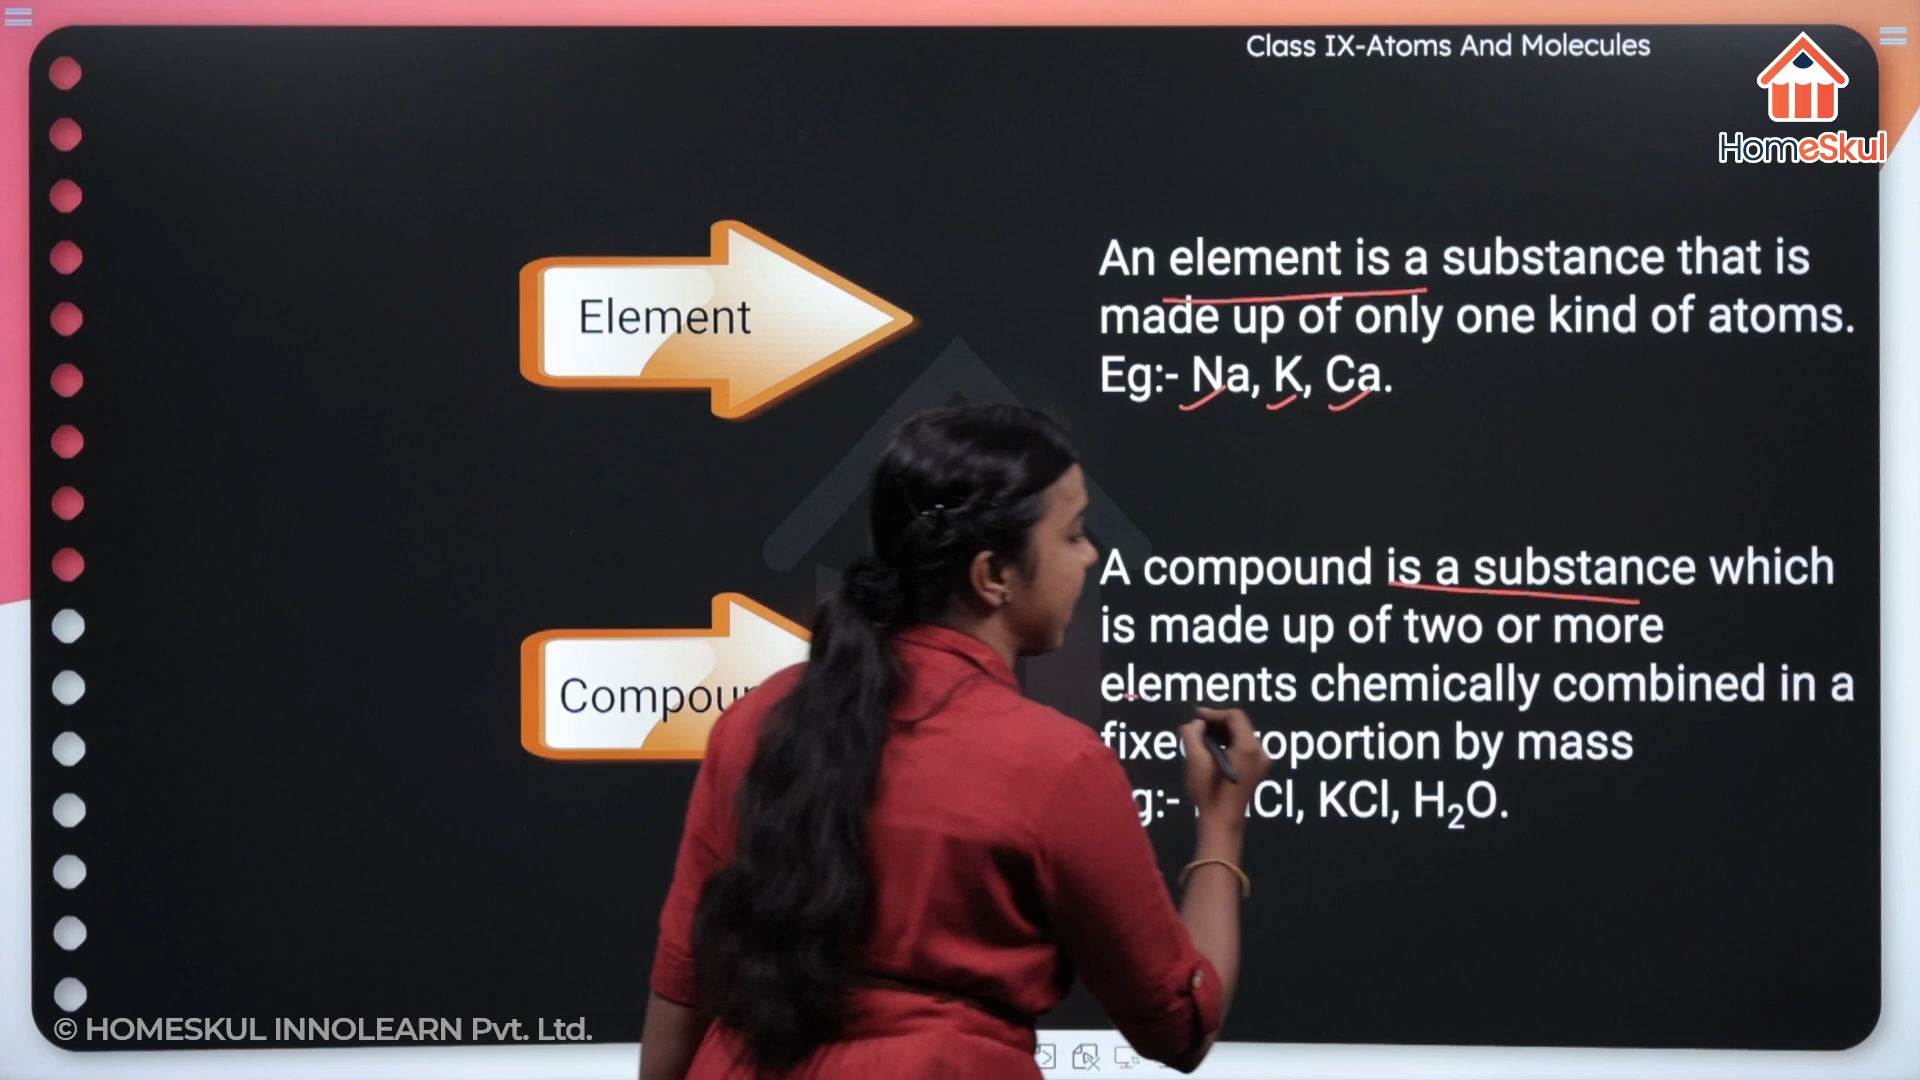 Class IX-Atoms And Molecules
HomeSkul
Element
An element is a substance that is
made up of only one kind of atoms.
Eg:- Na, K, Ca.
A compound is a substance which
is made up of two or more
elements chemically combined in a
fixed proportion by mass
KCl, H₂O.
© HOMESKUL INNOLEARN Pvt. Ltd.